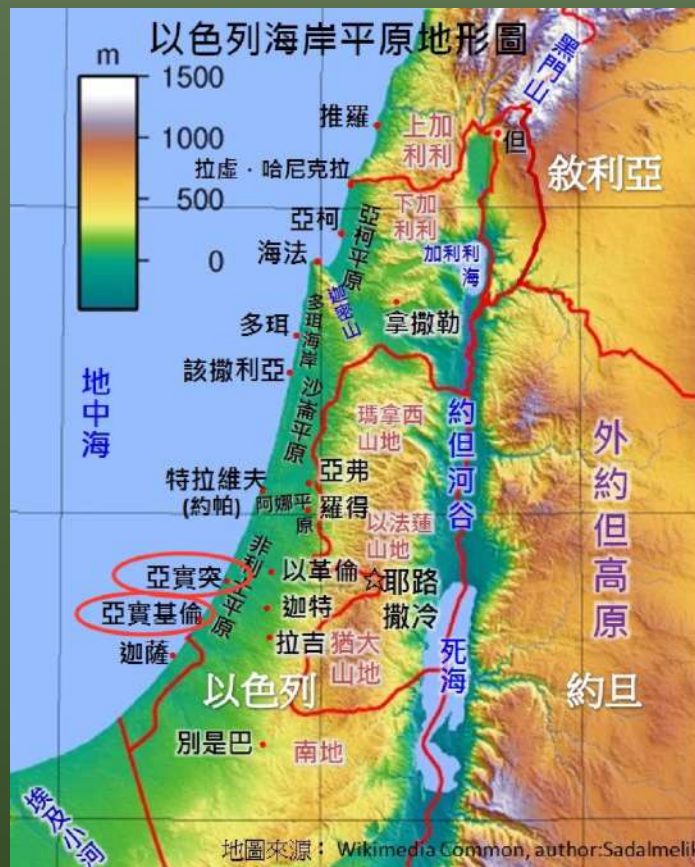 以色列海岸平原地形圖
m
1500
1000
500
0
黑門山
推羅
上加
利利
但
敘利亞
拉虛·哈尼克拉
下加
利利
亞柯
亞柯平原
加利利
海
海法
迦密山
拿撒勒
多珥
多珥海岸
該撒利亞
沙崙平原
地中海
瑪拿西
山地
約但河谷
外約但高原
特拉維夫
(約帕)
亞弗
阿娜平
原
羅得
以法蓮
山地
非利士平原
亞實突
以革倫
耶路
撒冷
亞實基倫
迦特
迦薩
拉吉
猶大
山地
死海
以色列
約旦
別是巴
南地
埃及小河
地圖來源： Wikimedia Common, author:Sadalmelik